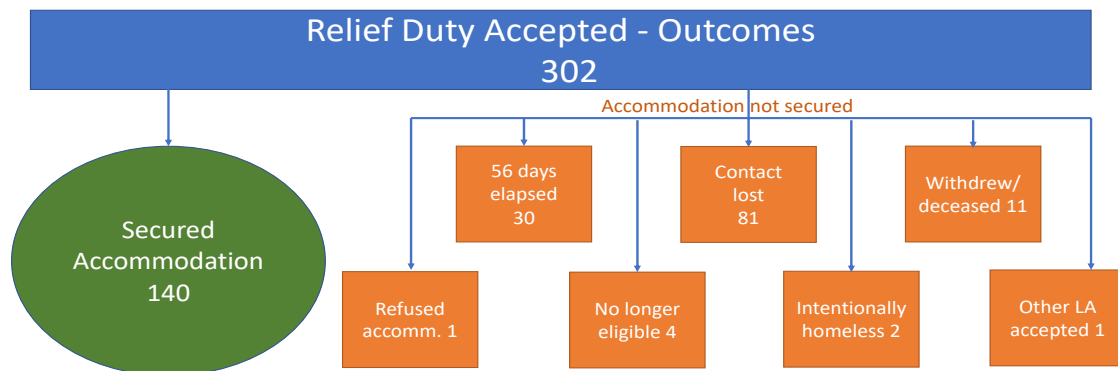 Relief Duty Accepted - Outcomes
302
Accommodation not secured
56 days
elapsed
30
Contact
lost
81
Withdrew/
deceased 11
Secured
Accommodation
140
Refused
accomm. 1
No longer
eligible 4
Intentionally
homeless 2
Other LA
accepted 1